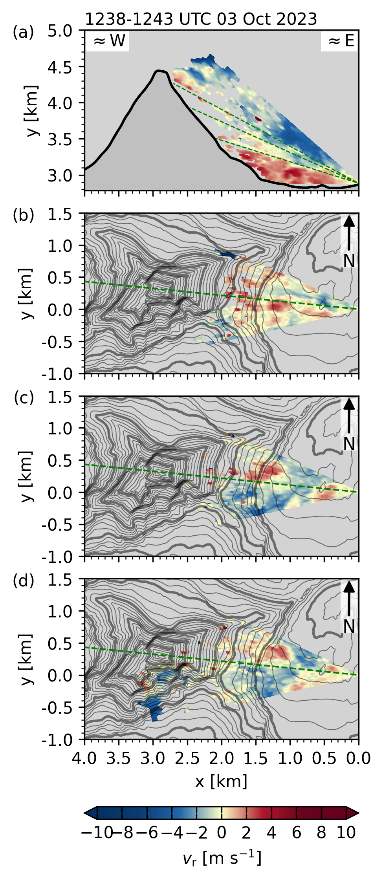 1238-1243 UTC 03 Oct 2023
(a)
≈W
≈E
5.0
4.5
4.0
3.5
3.0
y [km]
(b)
1.5
1.0
0.5
0.0
-0.5
-1.0
y [km]
N
(c)
1.5
1.0
0.5
0.0
-0.5
-1.0
y [km]
N
(d)
1.5
1.0
0.5
0.0
-0.5
-1.0
y [km]
N
4.0 3.5 3.0 2.5 2.0 1.5 1.0 0.5 0.0
x [km]
−10 −8 −6 −4 −2 0 2 4 6 8 10
vr [m s−1]